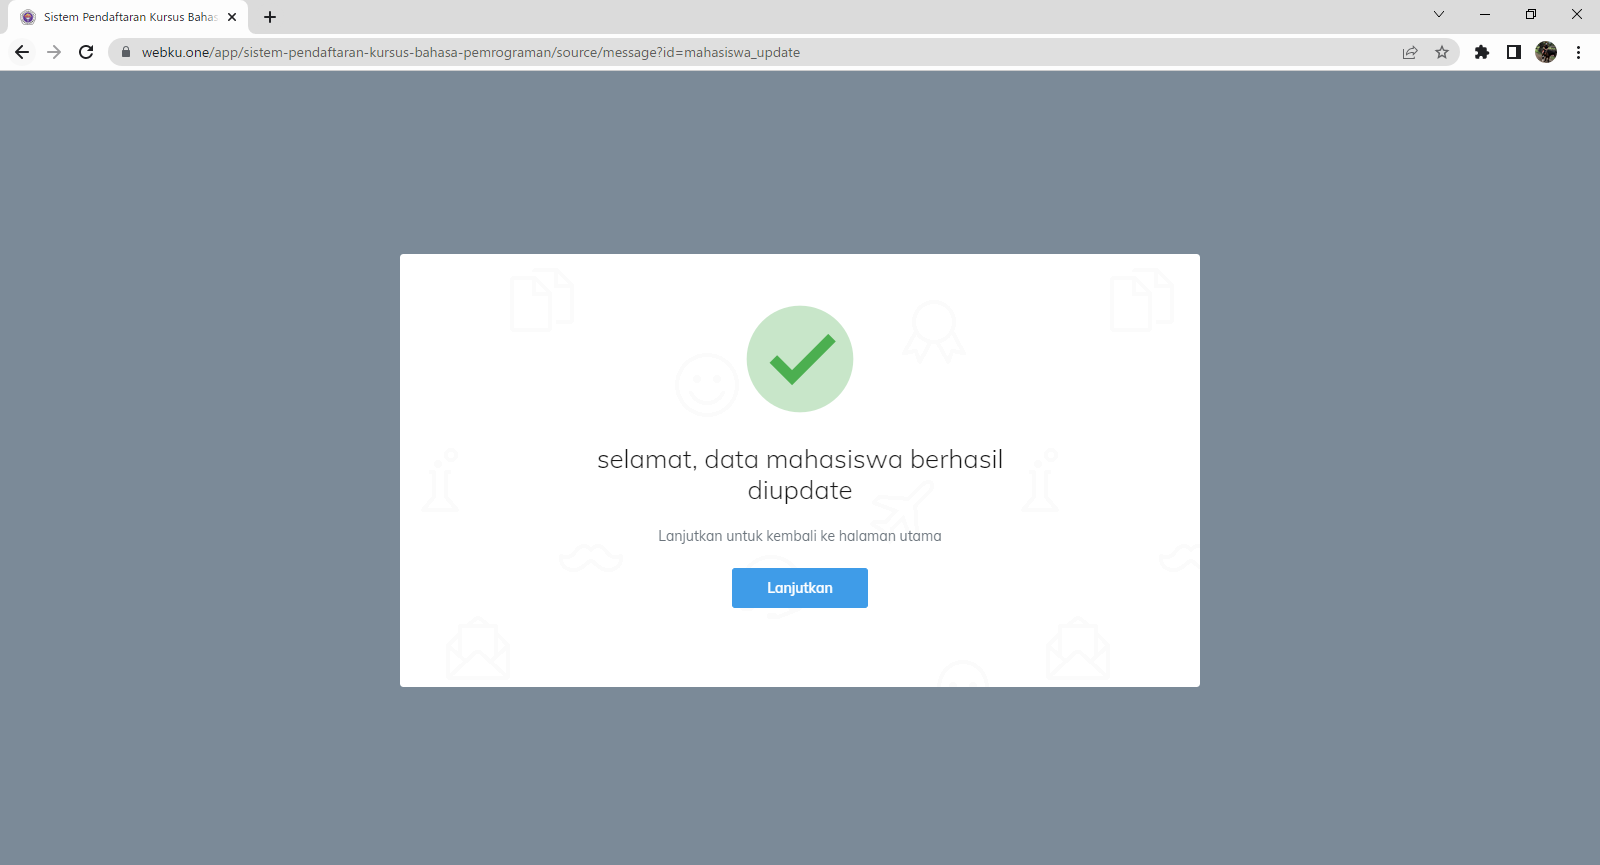 Sistem Pendaftaran Kursus Bahas
webku.one/app/sistem-pendaftaran-kursus-bahasa-pemrograman/source/message?id=mahasiswa_update
selamat, data mahasiswa berhasil
diupdate
Lanjutkan untuk kembali ke halaman utama
Lanjutkan